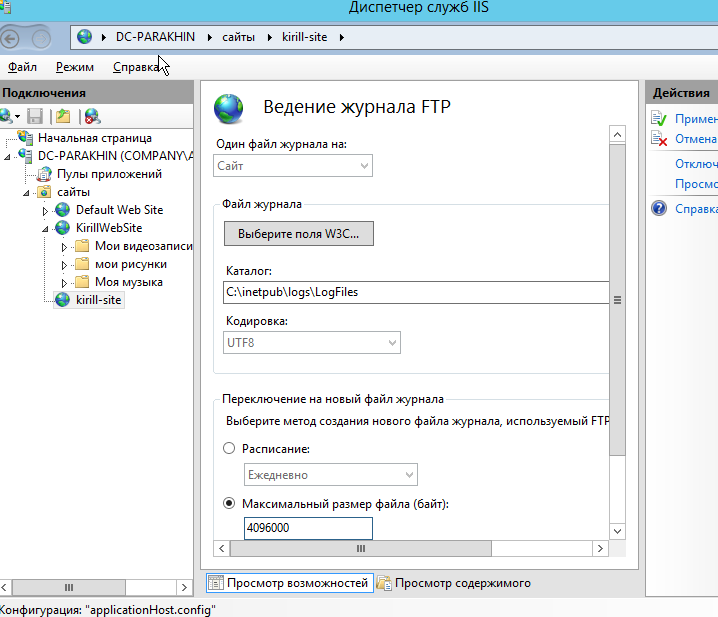 Диспетчер служб IIS
DC-PARAKHIN сайты kirill-site
Файл Режим Справка
Подключения
Начальная страница
DC-PARAKHIN (COMPANY\A
Пулы приложений
сайты
Default Web Site
KirillWebSite
Мои видеозаписи
мои рисунки
Моя музыка
kirill-site
Ведение журнала FTP
Один файл журнала на:
Сайт
Файл журнала
Выберите поля W3C...
Каталог:
C:\inetpub\logs\LogFiles
Кодировка:
UTF8
Переключение на новый файл журнала
Выберите метод создания нового файла журнала, используемый FTP
Расписание:
Ежедневно
Максимальный размер файла (байт):
4096000
Просмотр возможностей Просмотр содержимого
Действия
Примен
Отмена
Отключ
Просмо
Справка
Конфигурация: "applicationHost.config"